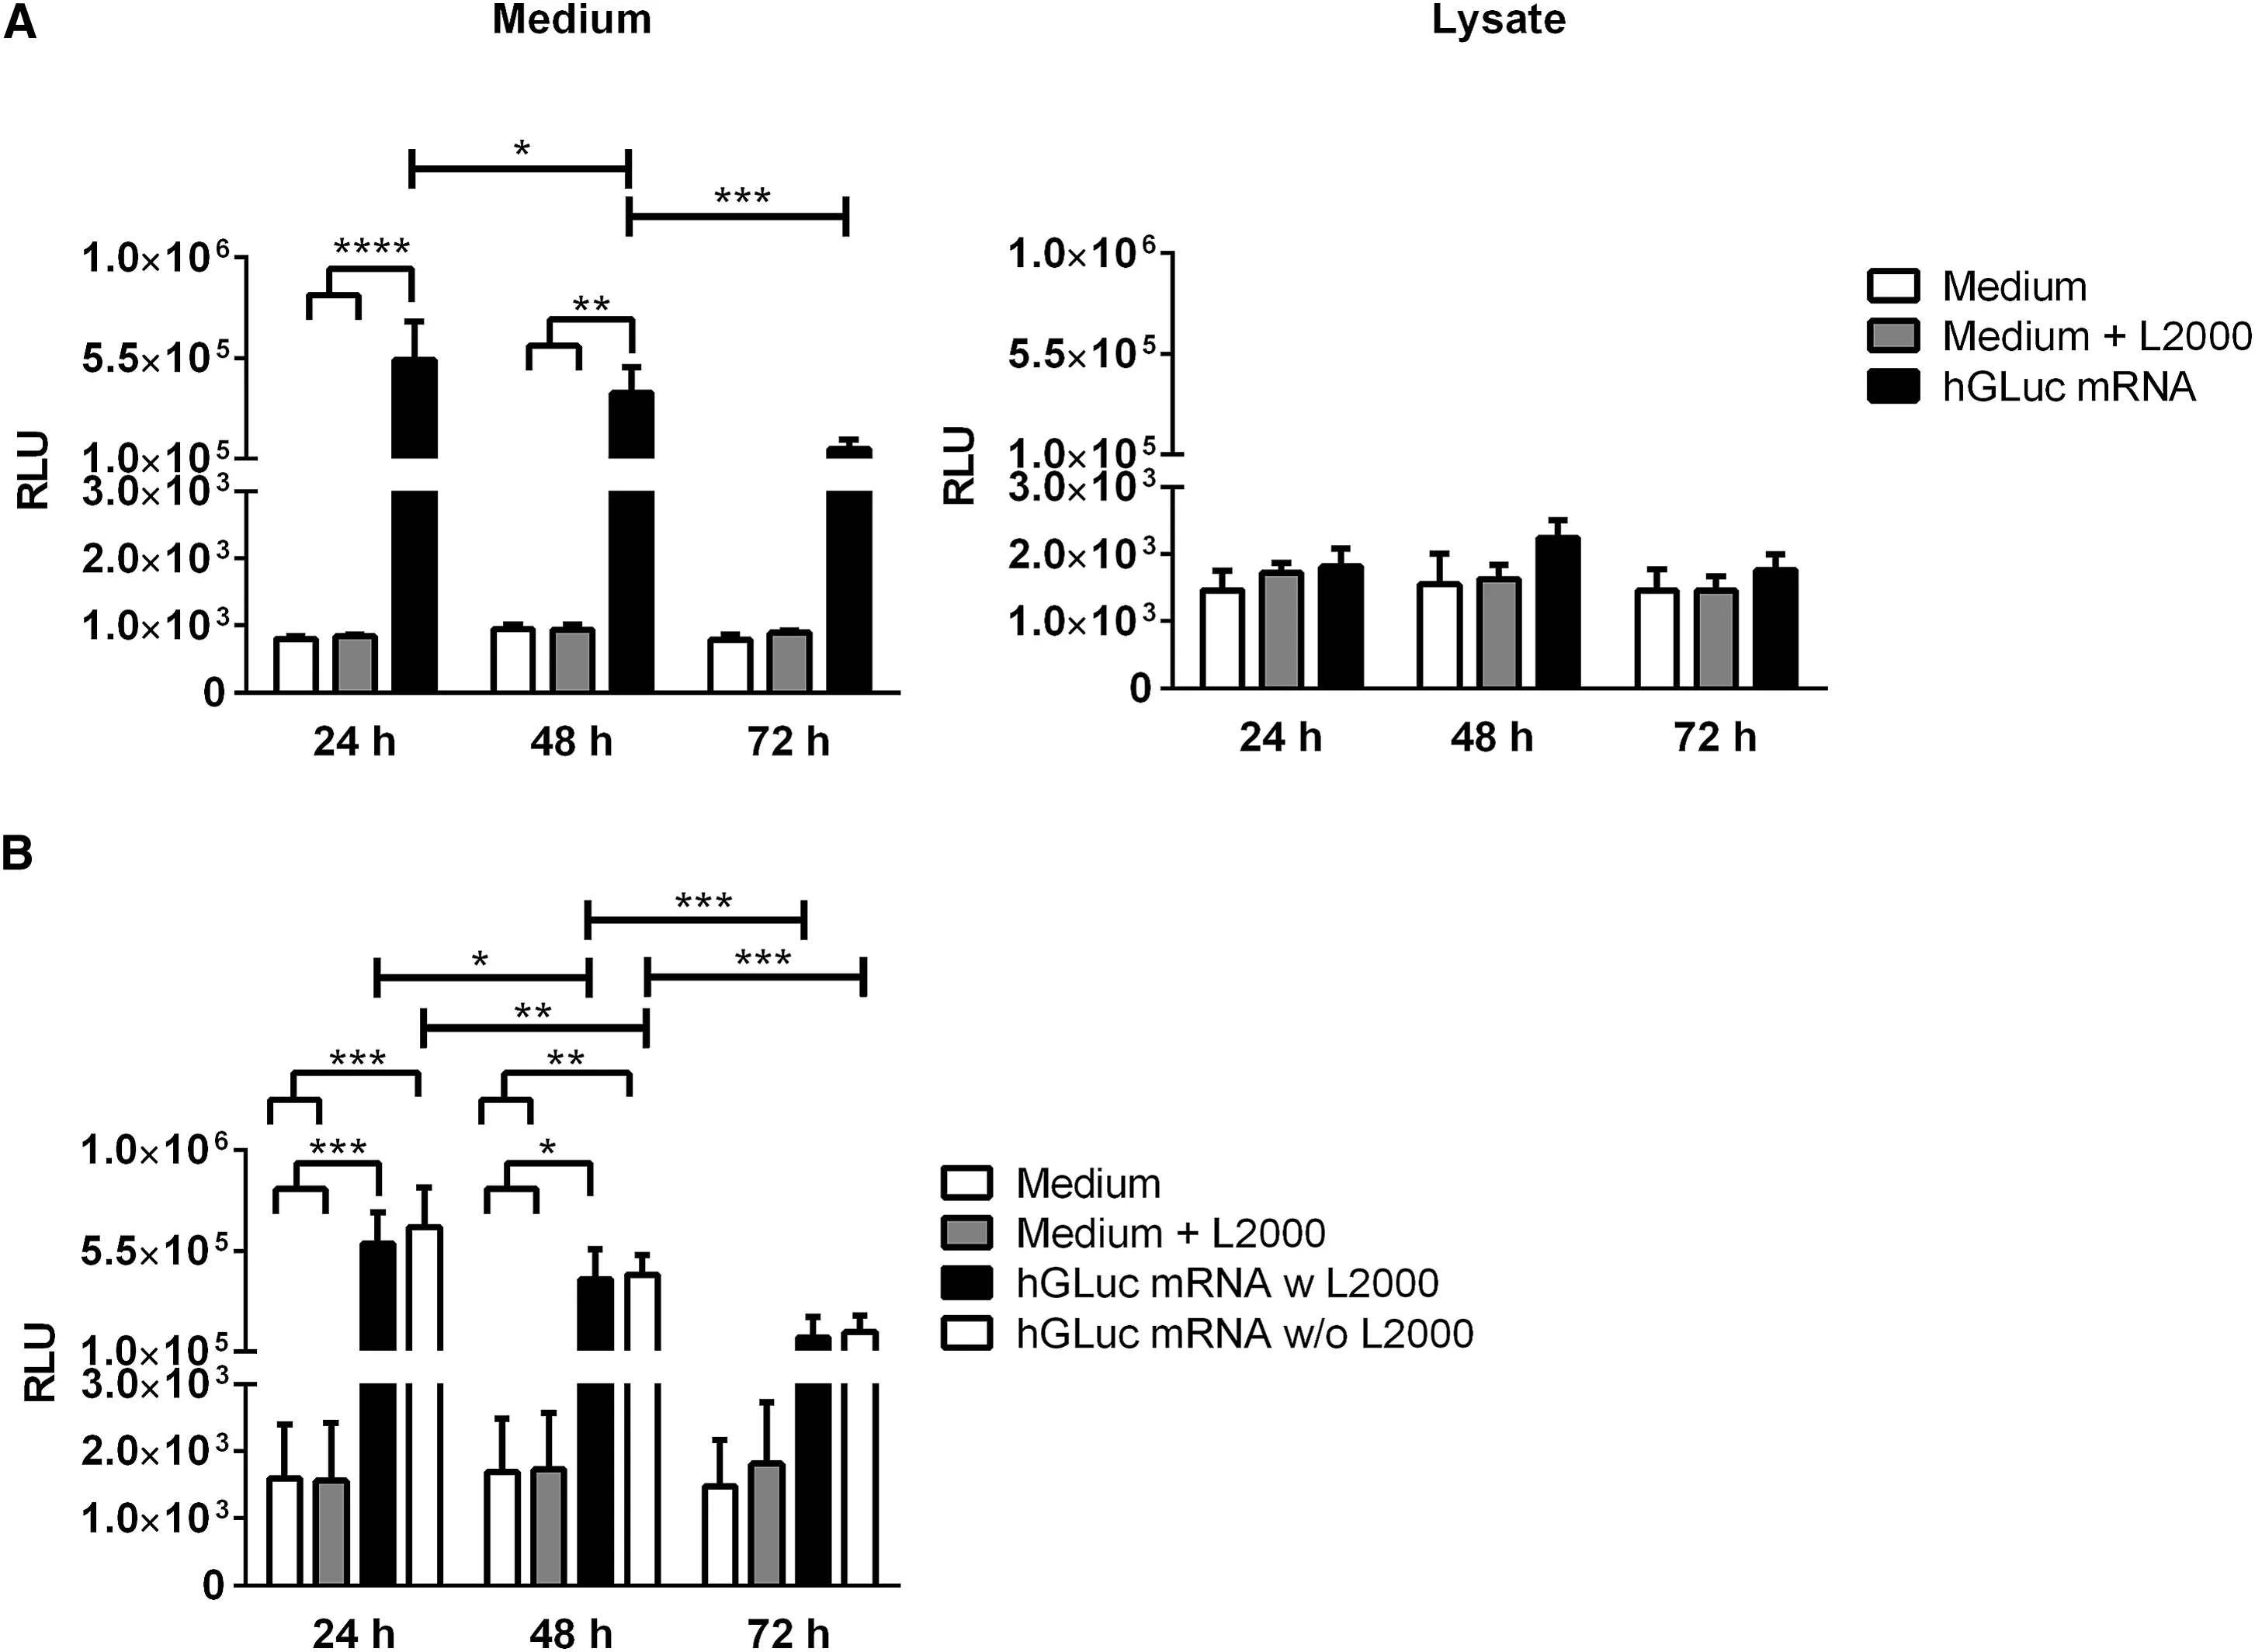 A
Medium
Lysate
*
***
****
**
1.0×10⁶
5.5×10⁵
1.0×10⁵
3.0×10³
2.0×10³
1.0×10³
0
RLU
24 h
48 h
72 h
1.0×10⁶
5.5×10⁵
1.0×10⁵
3.0×10³
2.0×10³
1.0×10³
0
RLU
24 h
48 h
72 h
Medium
Medium + L2000
hGLuc mRNA
B
***
*
***
**
***
**
***
*
1.0×10⁶
5.5×10⁵
1.0×10⁵
3.0×10³
2.0×10³
1.0×10³
0
RLU
24 h
48 h
72 h
Medium
Medium + L2000
hGLuc mRNA w L2000
hGLuc mRNA w/o L2000